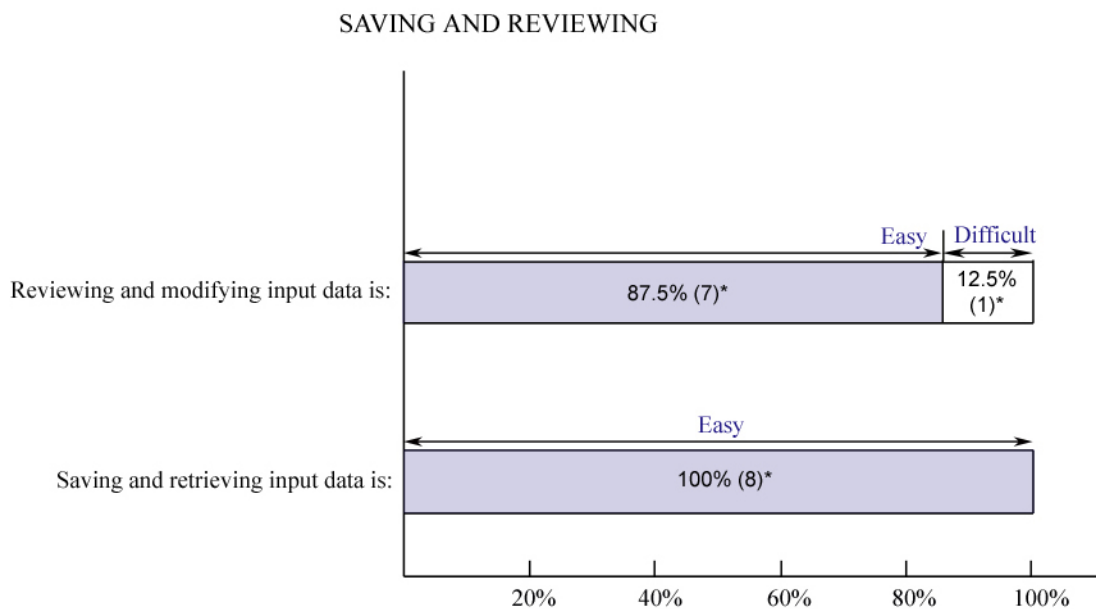 SAVING AND REVIEWING
Easy Difficult
Reviewing and modifying input data is:
87.5% (7)*
12.5%
(1)*
Easy
Saving and retrieving input data is:
100% (8)*
20% 40% 60% 80% 100%